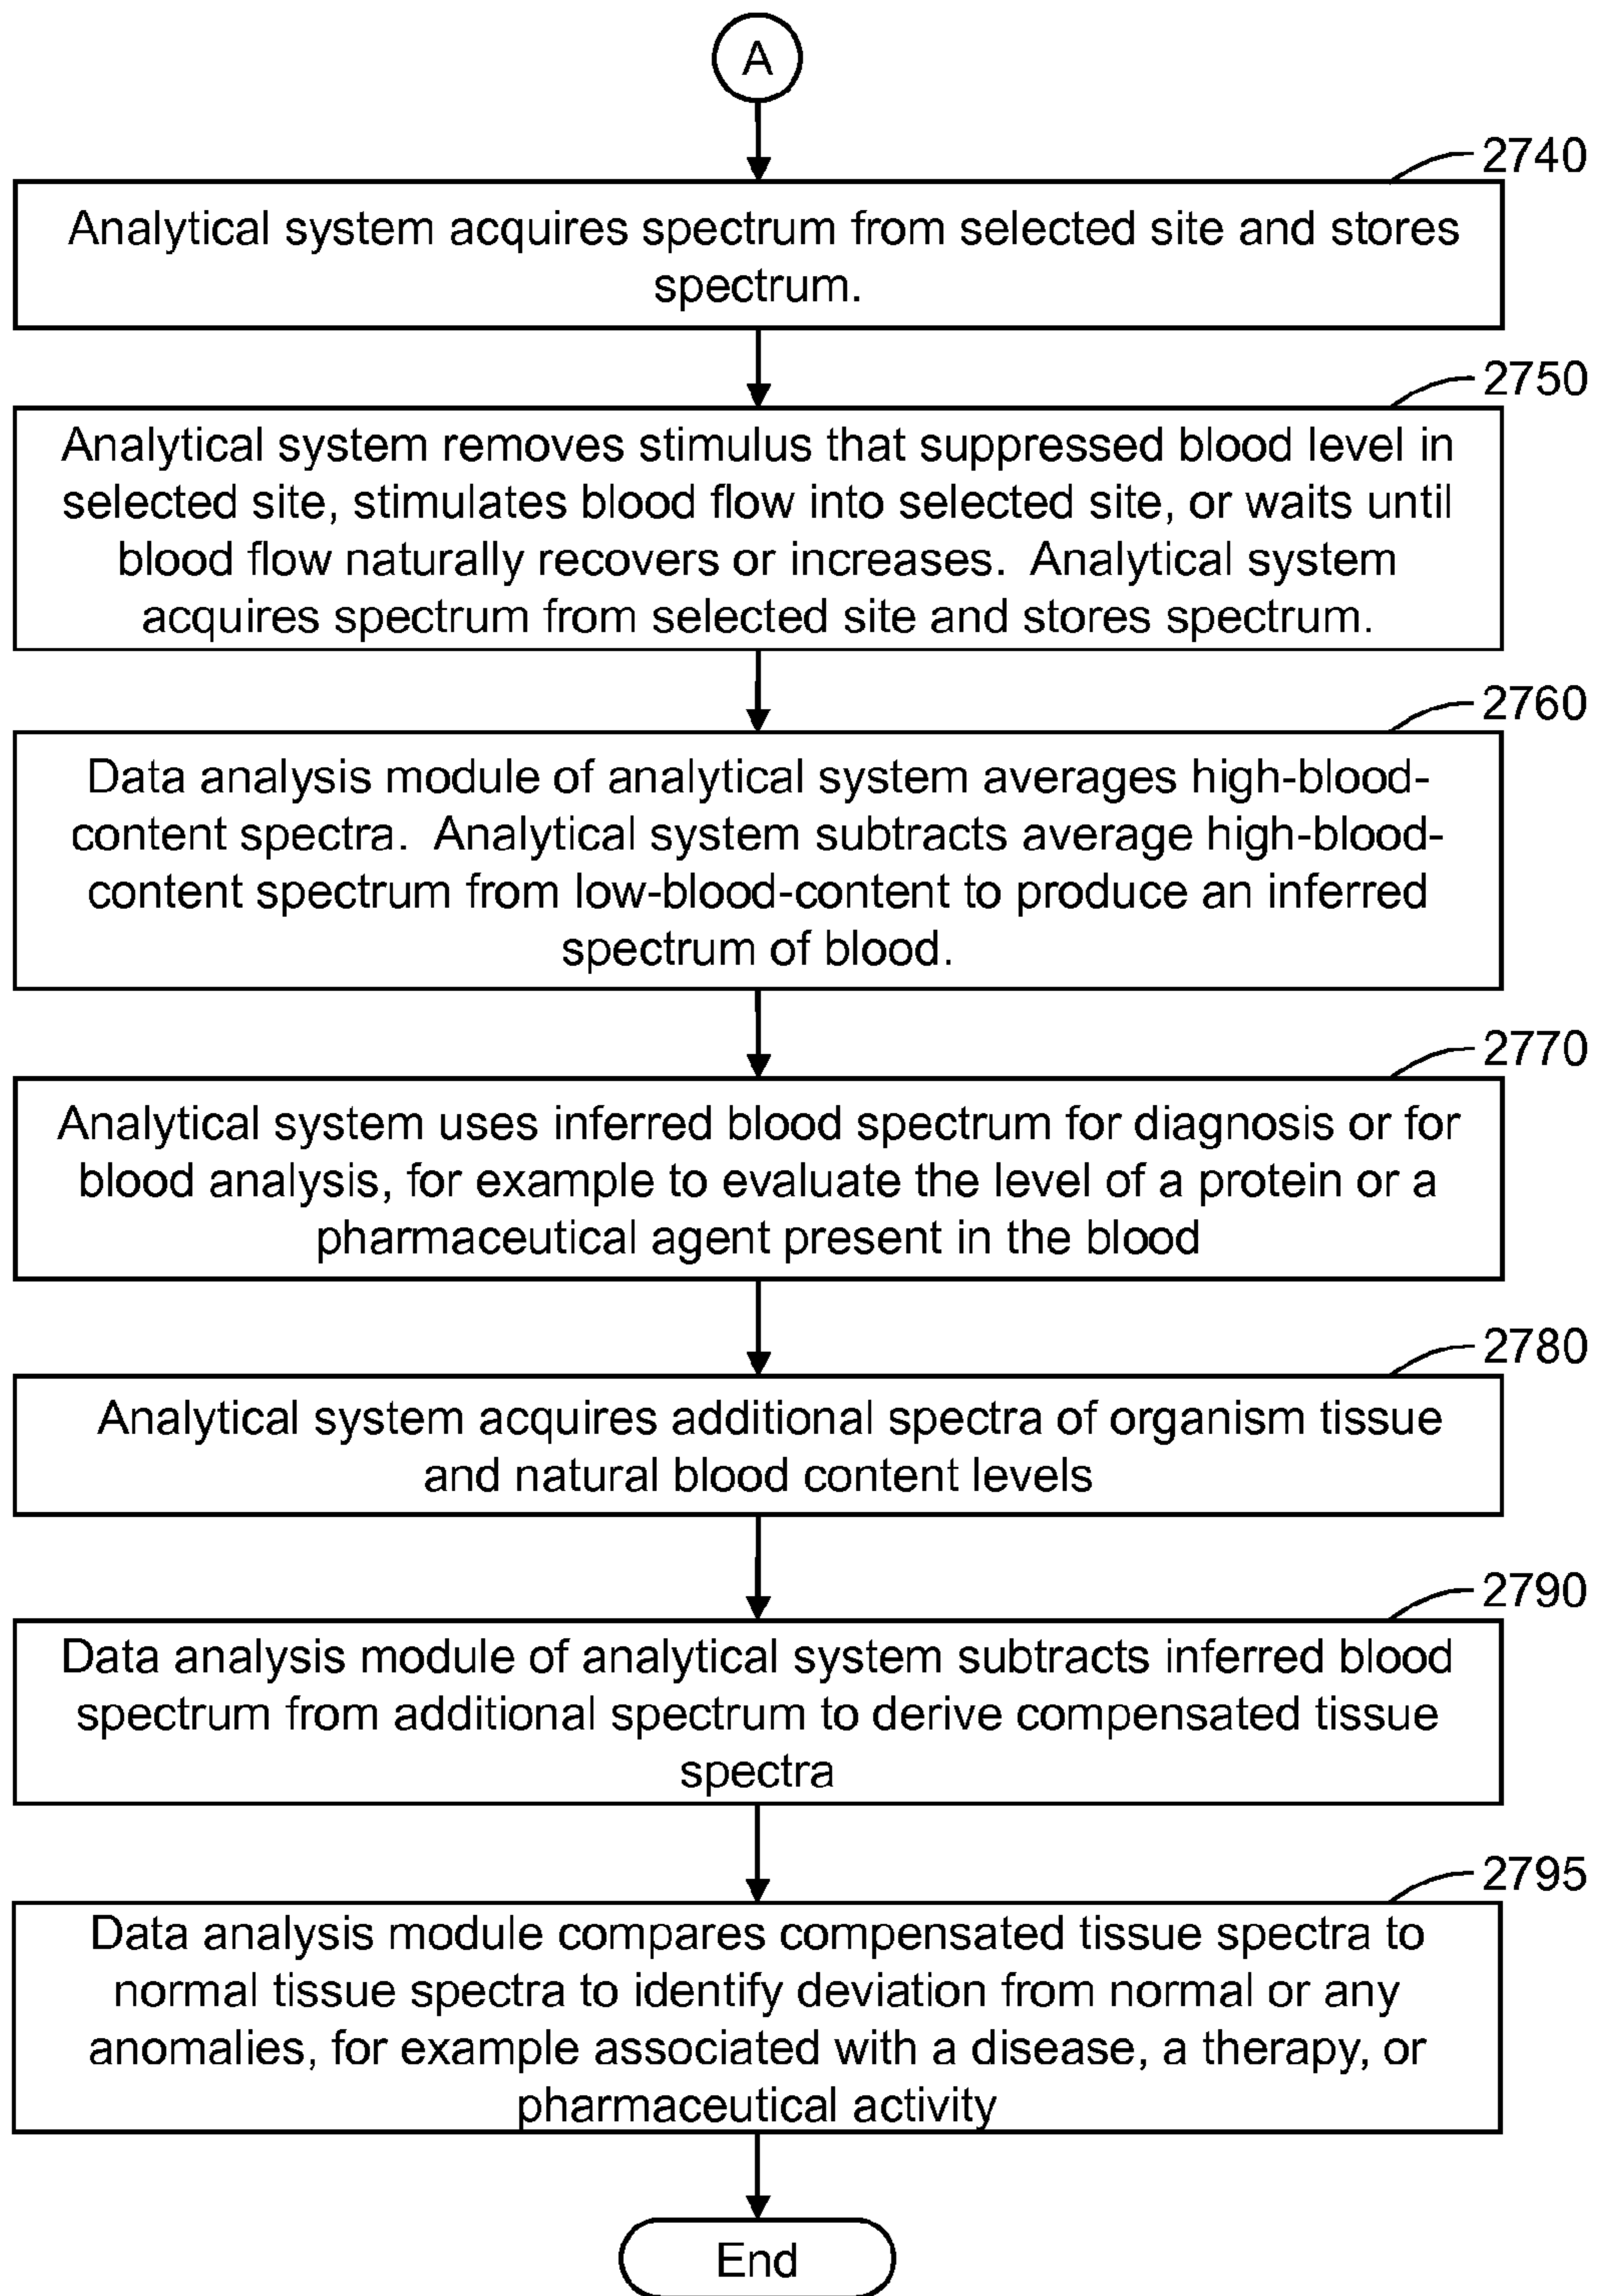 A
2740
Analytical system acquires spectrum from selected site and stores
spectrum.
2750
Analytical system removes stimulus that suppressed blood level in
selected site, stimulates blood flow into selected site, or waits until
blood flow naturally recovers or increases.  Analytical system
acquires spectrum from selected site and stores spectrum.
2760
Data analysis module of analytical system averages high-blood-
content spectra.  Analytical system subtracts average high-blood-
content spectrum from low-blood-content to produce an inferred
spectrum of blood.
2770
Analytical system uses inferred blood spectrum for diagnosis or for
blood analysis, for example to evaluate the level of a protein or a
pharmaceutical agent present in the blood
2780
Analytical system acquires additional spectra of organism tissue
and natural blood content levels
2790
Data analysis module of analytical system subtracts inferred blood
spectrum from additional spectrum to derive compensated tissue
spectra
2795
Data analysis module compares compensated tissue spectra to
normal tissue spectra to identify deviation from normal or any
anomalies, for example associated with a disease, a therapy, or
pharmaceutical activity
End